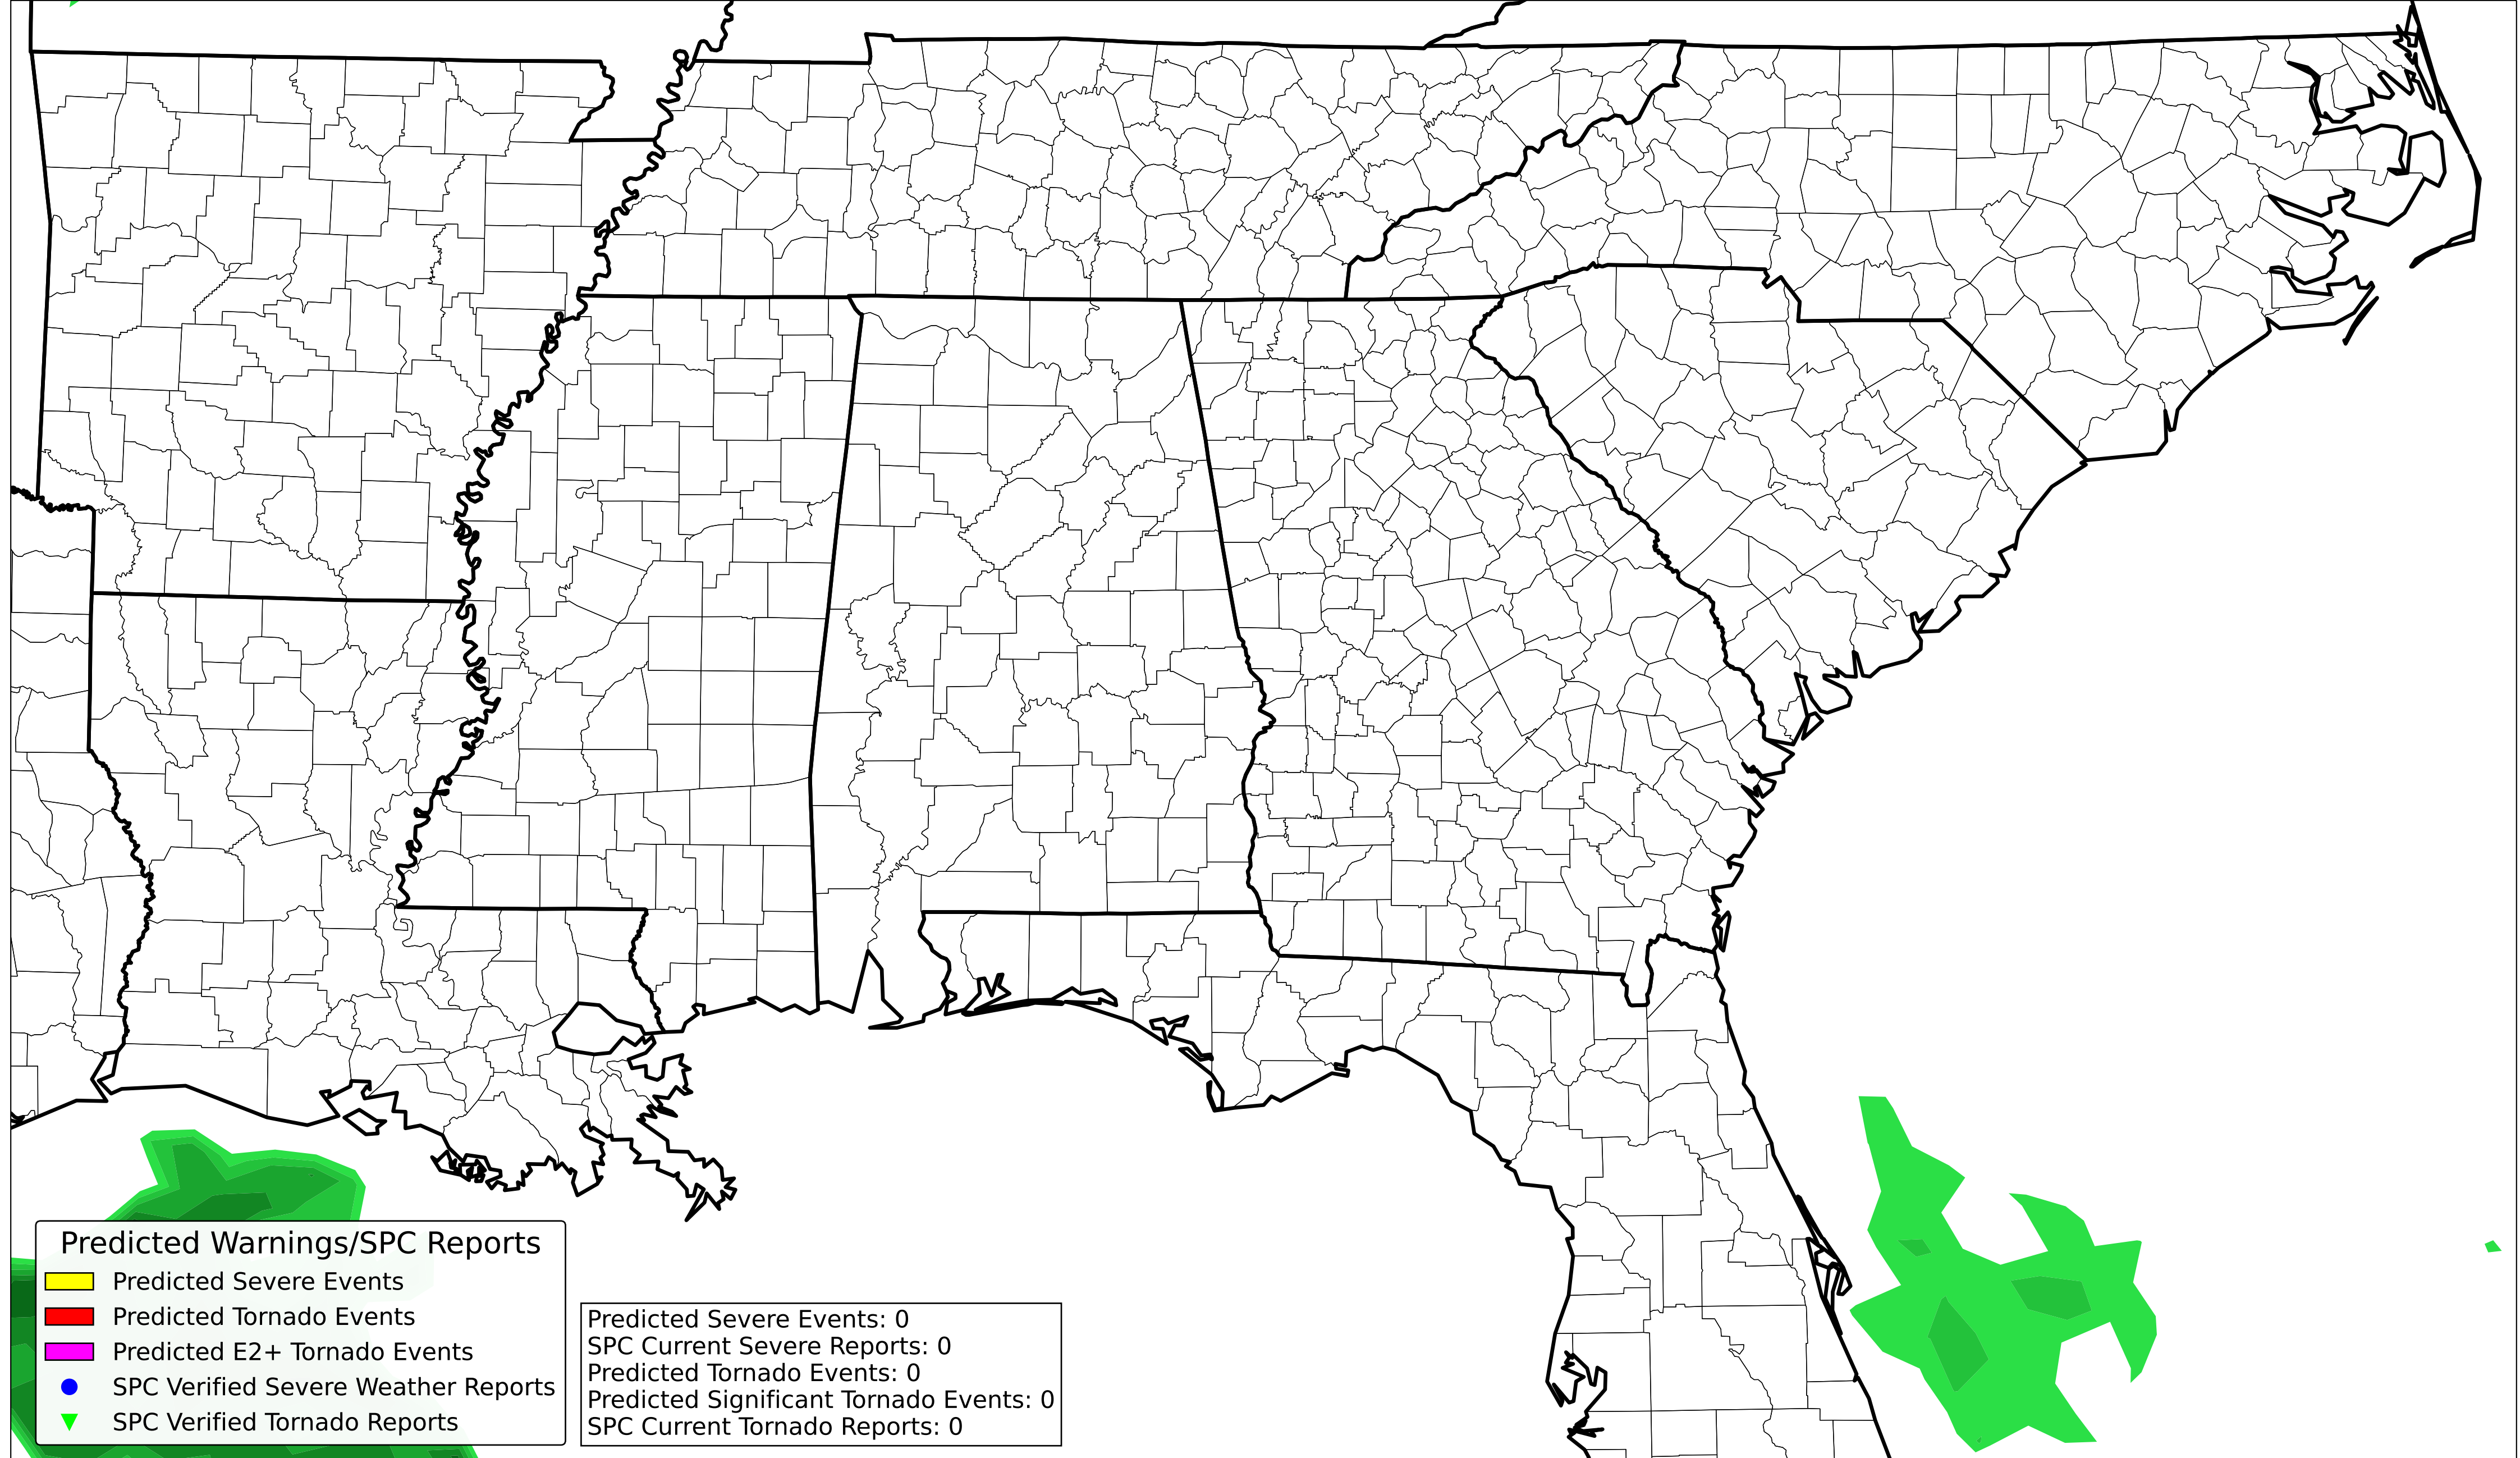 Predicted Warnings/SPC Reports
Predicted Severe Events
Predicted Tornado Events
Predicted E2+ Tornado Events
SPC Verified Severe Weather Reports
SPC Verified Tornado Reports
Predicted Severe Events: 0
SPC Current Severe Reports: 0
Predicted Tornado Events: 0
Predicted Significant Tornado Events: 0
SPC Current Tornado Reports: 0